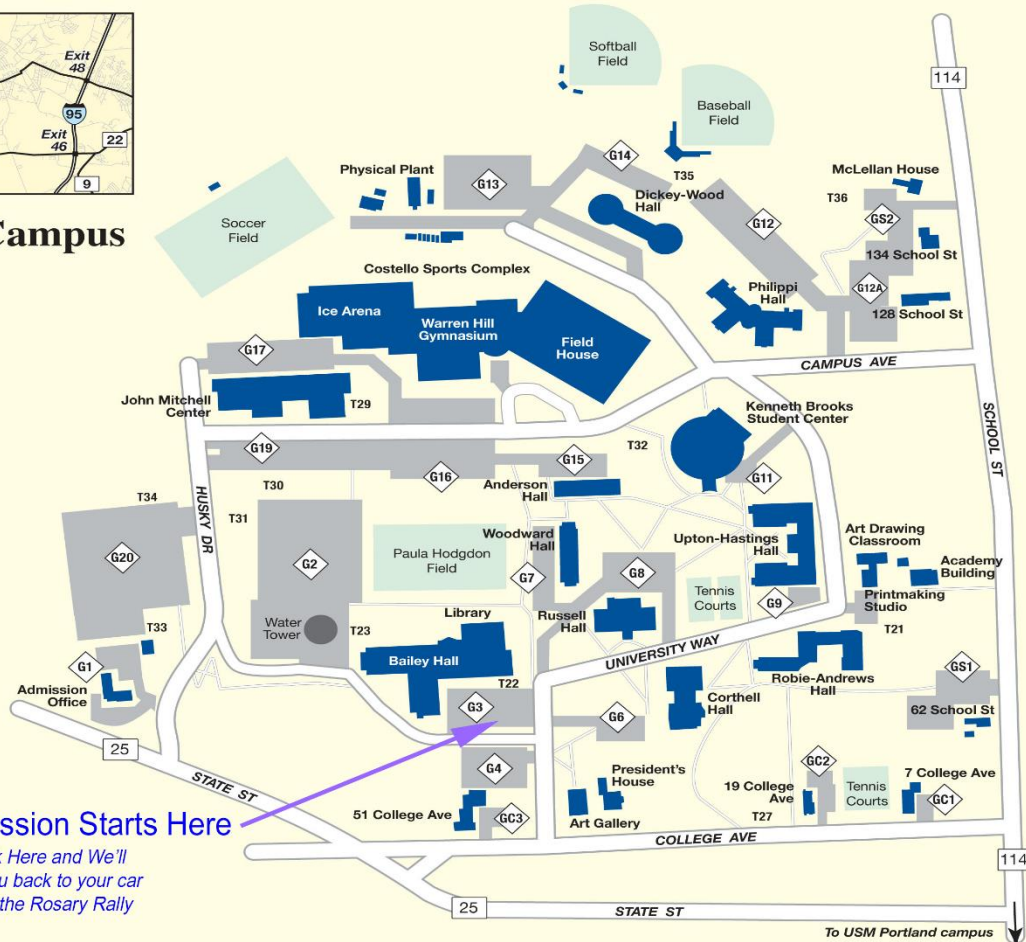 Exit
48
95
Exit
46
22
9
Campus
Softball
Field
Baseball
Field
114
Physical Plant
G13
G14
T35
Dickey-Wood
Hall
G12
McLellan House
T36
GS2
134 School St
G12A
128 School St
Soccer
Field
Costello Sports Complex
Ice Arena
Warren Hill
Gymnasium
Field
House
Philippi
Hall
CAMPUS AVE
SCHOOL ST
G17
John Mitchell
Center
T29
Kenneth Brooks
Student Center
G19
G16
G15
T32
G11
T30
Anderson
Hall
T34
T31
HUSKY DR
G20
G2
Paula Hodgdon
Field
Woodward
Hall
G7
G8
Upton-Hastings
Hall
Art Drawing
Classroom
Academy
Building
Tennis
Courts
G9
Printmaking
Studio
T21
Water
Tower
T23
Library
Russell
Hall
T33
G1
Admission
Office
Bailey Hall
T22
UNIVERSITY WAY
Robie-Andrews
Hall
GS1
62 School St
G3
G6
Corthell
Hall
25
STATE ST
G4
51 College Ave
GC3
President's
House
Art Gallery
GC2
19 College
Ave
T27
Tennis
Courts
7 College Ave
GC1
COLLEGE AVE
ssion Starts Here
k Here and We'll
u back to your car
the Rosary Rally
114
25
STATE ST
To USM Portland campus